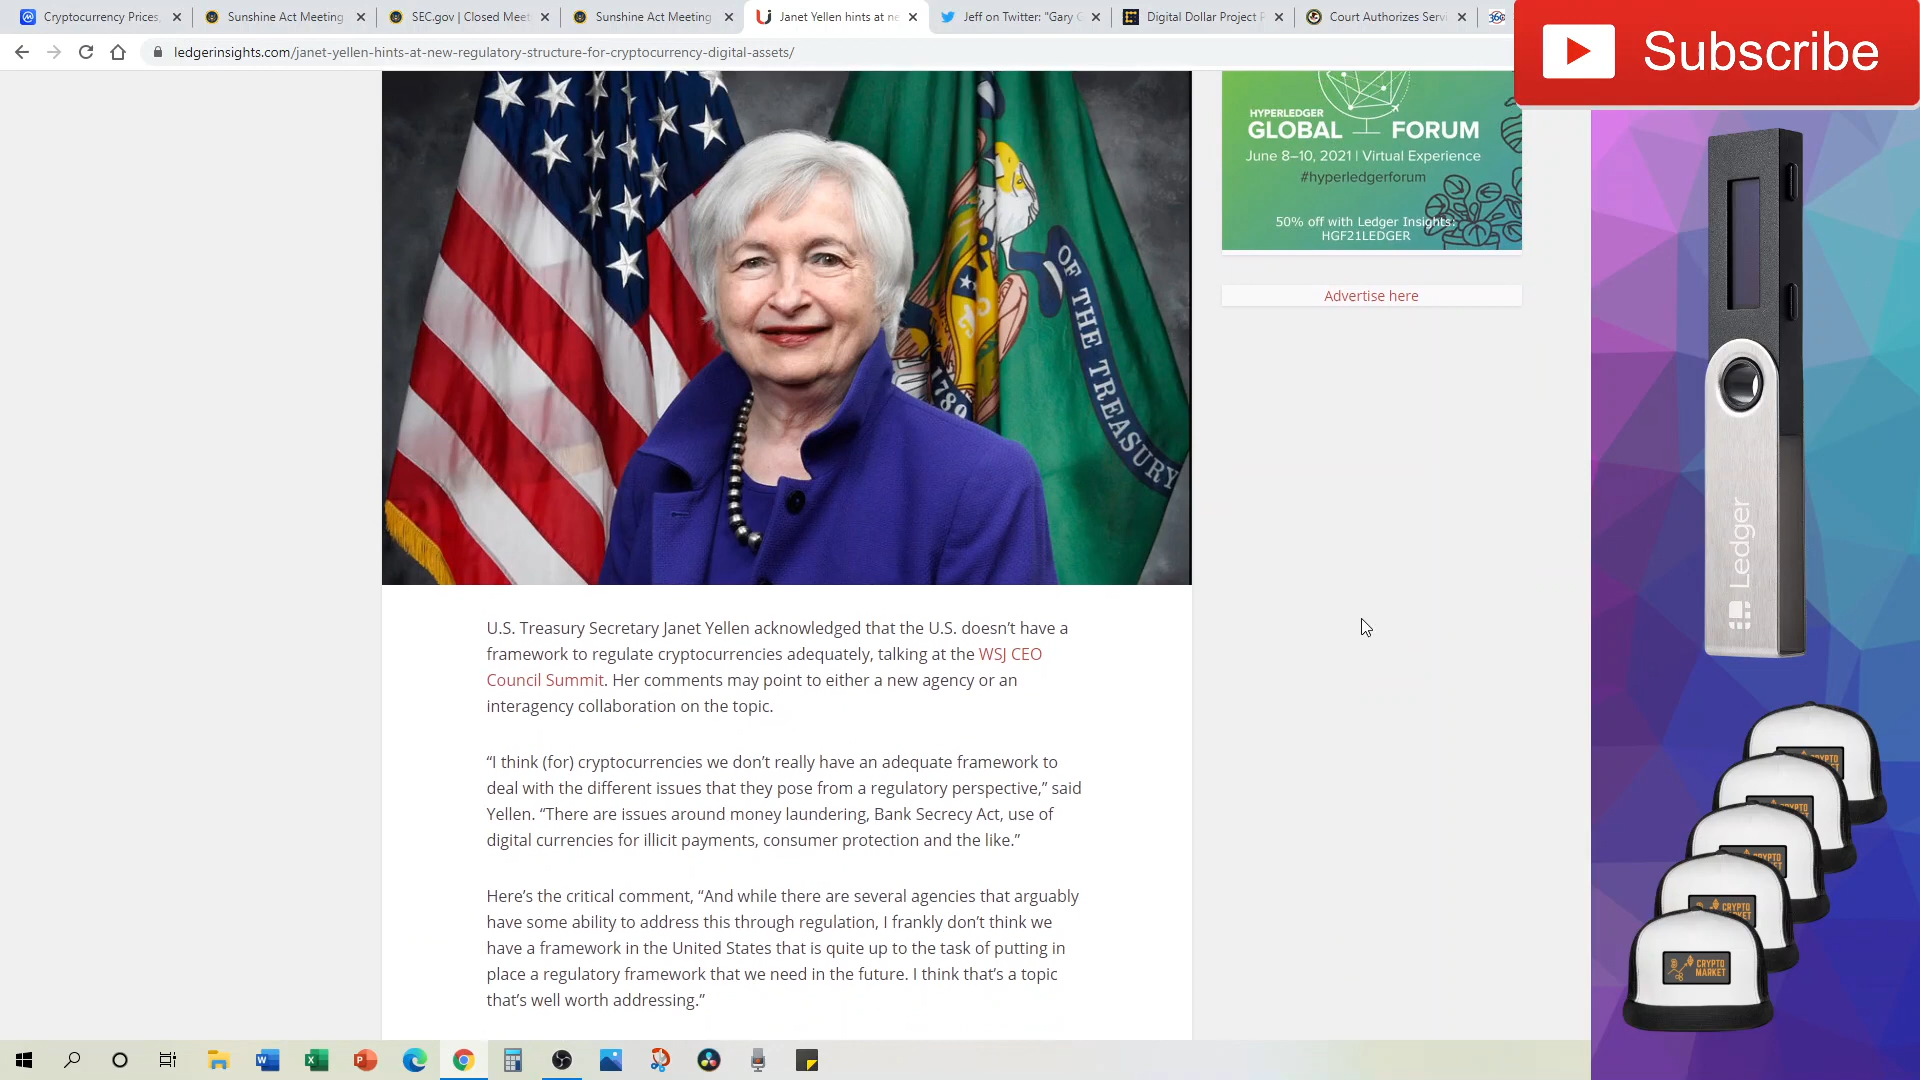 Cryptocurrency Prices,
Sunshine Act Meeting
SEC.gov | Closed Meet
Sunshine Act Meeting
Janet Yellen hints at ne
Jeff on Twitter: "Gary G
Digital Dollar Project P
Court Authorizes Servi
ledgerinsights.com/janet-yellen-hints-at-new-regulatory-structure-for-cryptocurrency-digital-assets/
Subscribe
HYPERLEDGER
GLOBAL FORUM
June 8–10, 2021 | Virtual Experience
#hyperledgerforum
50% off with Ledger Insights:
HGF21LEDGER
Advertise here
OF THE TREASURY
1789
U.S. Treasury Secretary Janet Yellen acknowledged that the U.S. doesn't have a
framework to regulate cryptocurrencies adequately, talking at the WSJ CEO
Council Summit. Her comments may point to either a new agency or an
interagency collaboration on the topic.
“I think (for) cryptocurrencies we don't really have an adequate framework to
deal with the different issues that they pose from a regulatory perspective,” said
Yellen. “There are issues around money laundering, Bank Secrecy Act, use of
digital currencies for illicit payments, consumer protection and the like.”
Here's the critical comment, “And while there are several agencies that arguably
have some ability to address this through regulation, I frankly don't think we
have a framework in the United States that is quite up to the task of putting in
place a regulatory framework that we need in the future. I think that's a topic
that's well worth addressing.”
Ledger
CRYPTO
CRYPTO
CRYPTO
CRYPTO
CRYPTO
MARKET